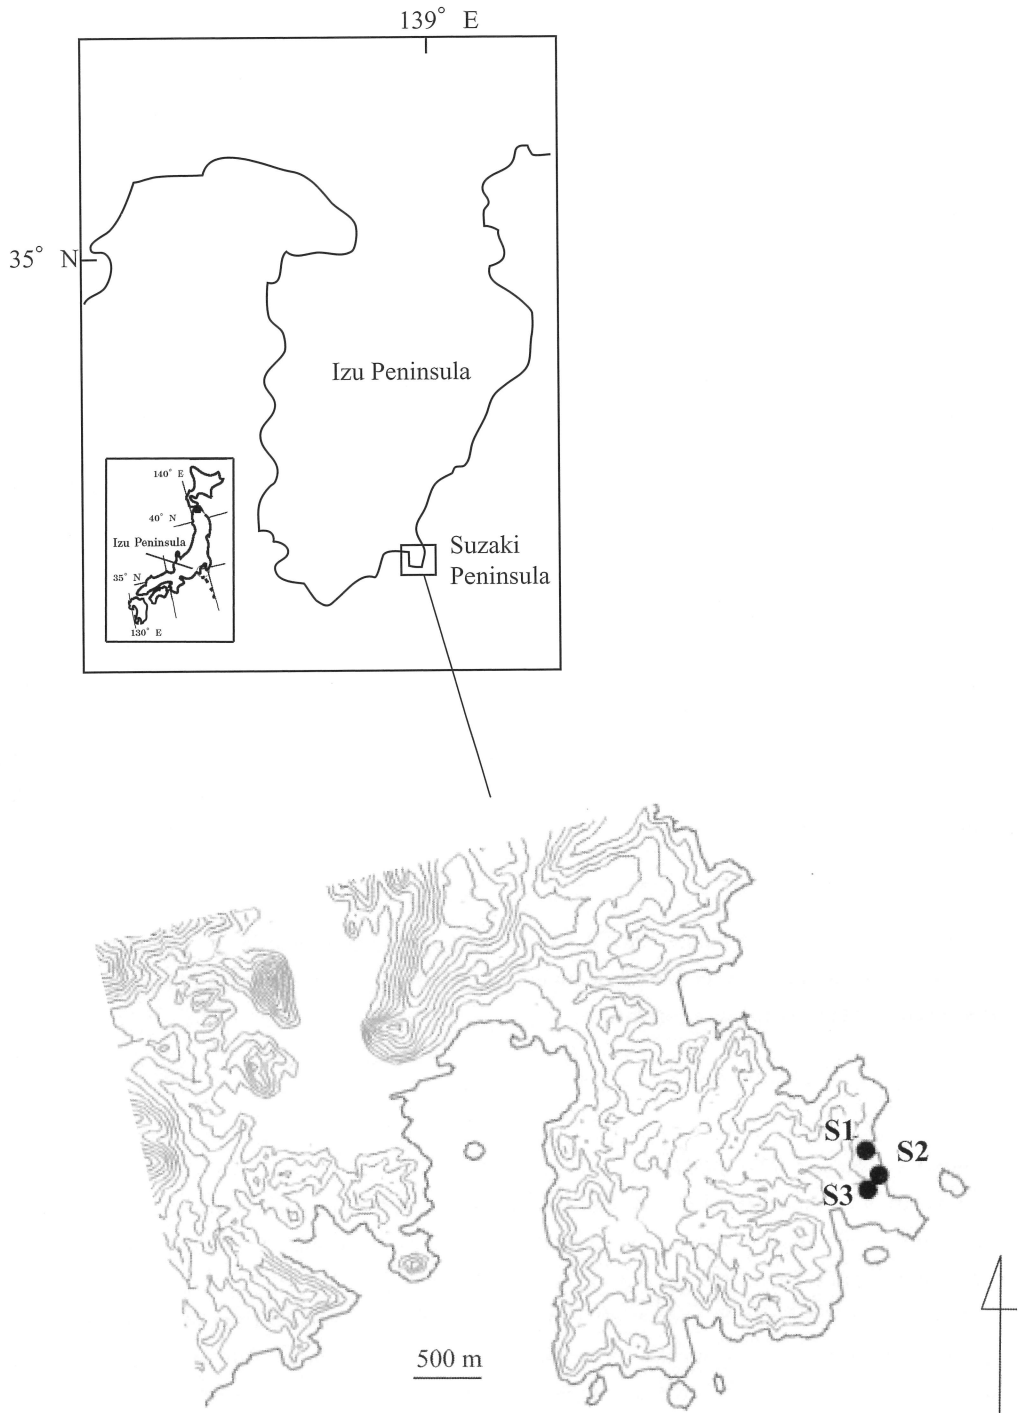 139° E
35° N
Izu Peninsula
140° E
40° N
Izu Peninsula
35° N
130° E
Suzaki
Peninsula
S1
S2
S3
500 m